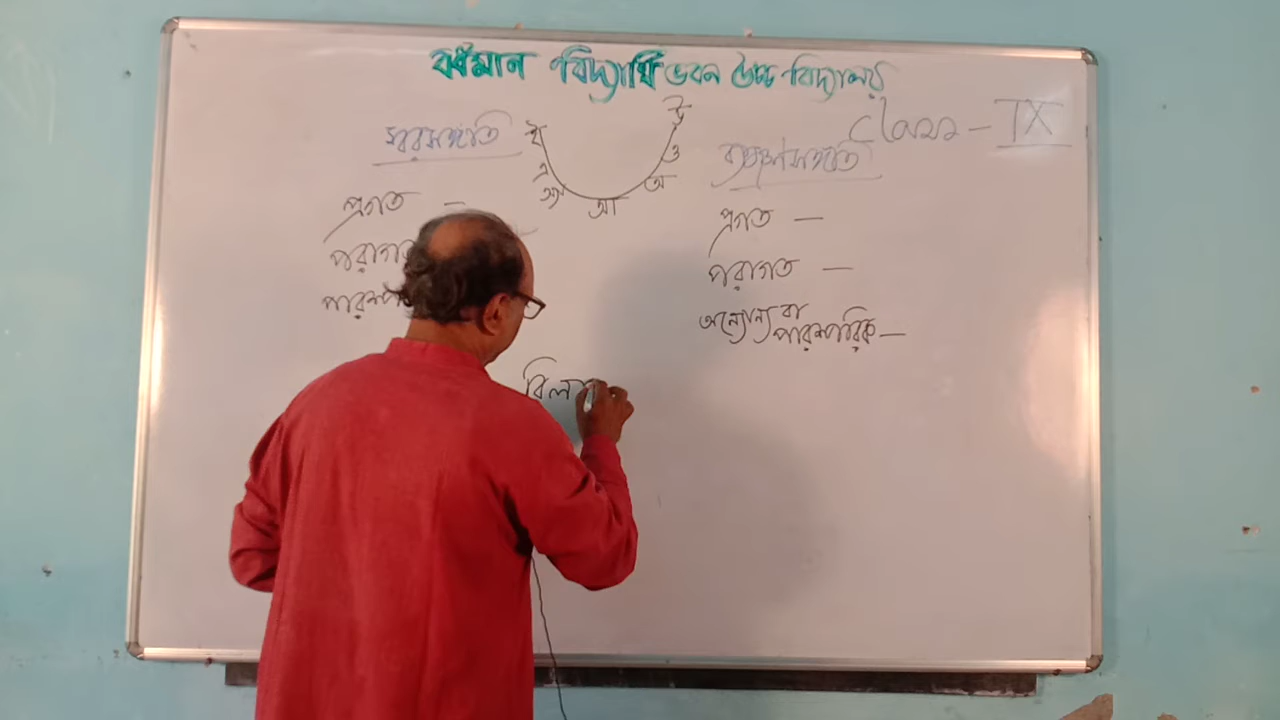 বর্ধমান বিদ্যার্থি ভবন উচ্চ বিদ্যালয়
Class - IX
স্বরসঙ্গতি
ই
এ
অ্যা
আ
অ
ও
উ
প্রগত -
পরাগত
ব্যঞ্জনসঙ্গতি
প্রগত -
পরাগত -
অন্যোন্য বা
পারস্পরিক -